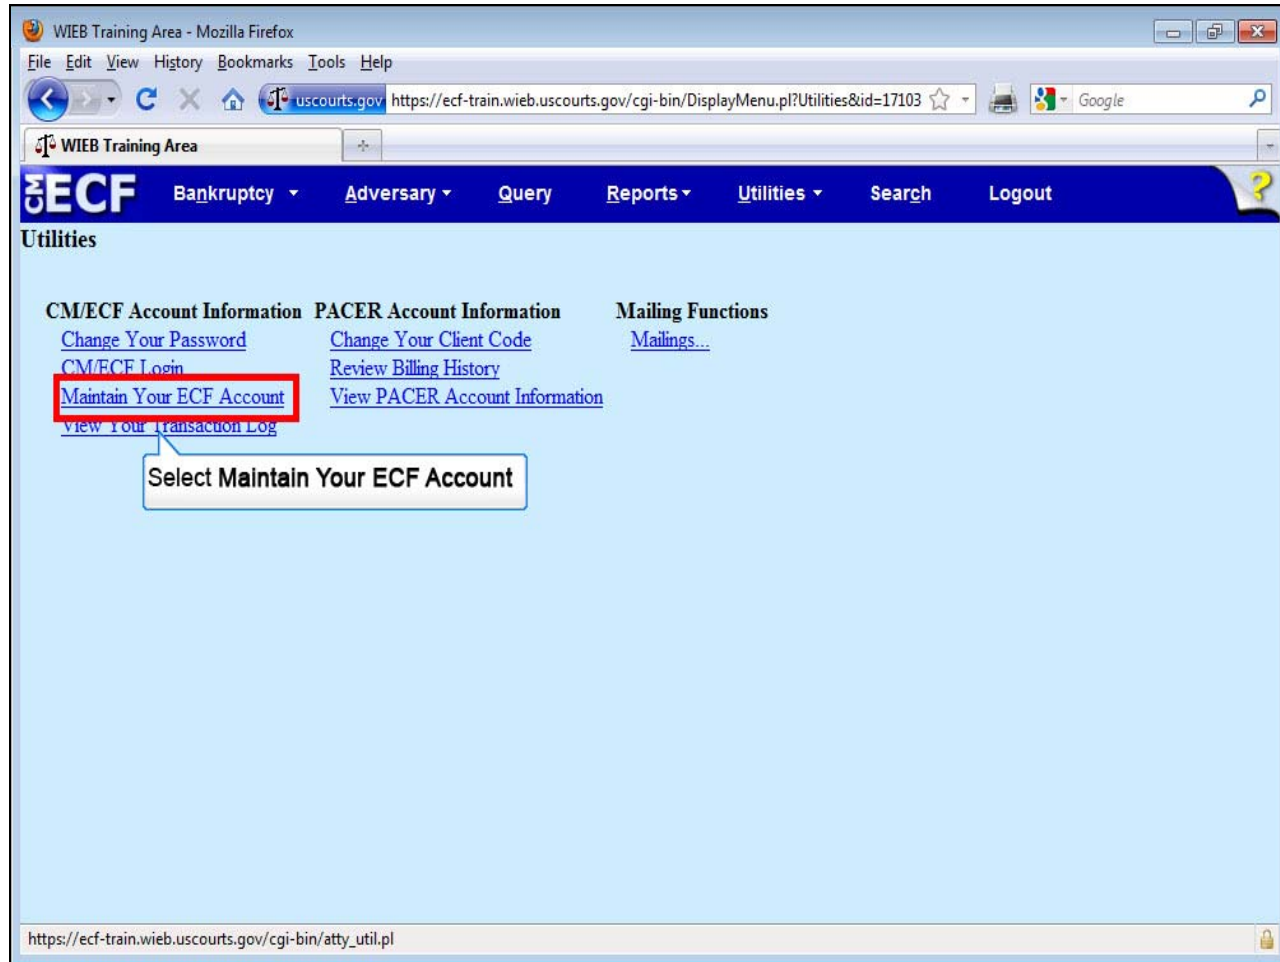 WIEB Training Area - Mozilla Firefox
File Edit View History Bookmarks Tools Help
uscourts.gov https://ecf-train.wieb.uscourts.gov/cgi-bin/DisplayMenu.pl?Utilities&id=17103 Google
WIEB Training Area
CM ECF Bankruptcy Adversary Query Reports Utilities Search Logout ?
Utilities
CM/ECF Account Information PACER Account Information Mailing Functions
Change Your Password Change Your Client Code Mailings...
CM/ECF Login Review Billing History
Maintain Your ECF Account View PACER Account Information
View Your Transaction Log
Select Maintain Your ECF Account
https://ecf-train.wieb.uscourts.gov/cgi-bin/atty_util.pl